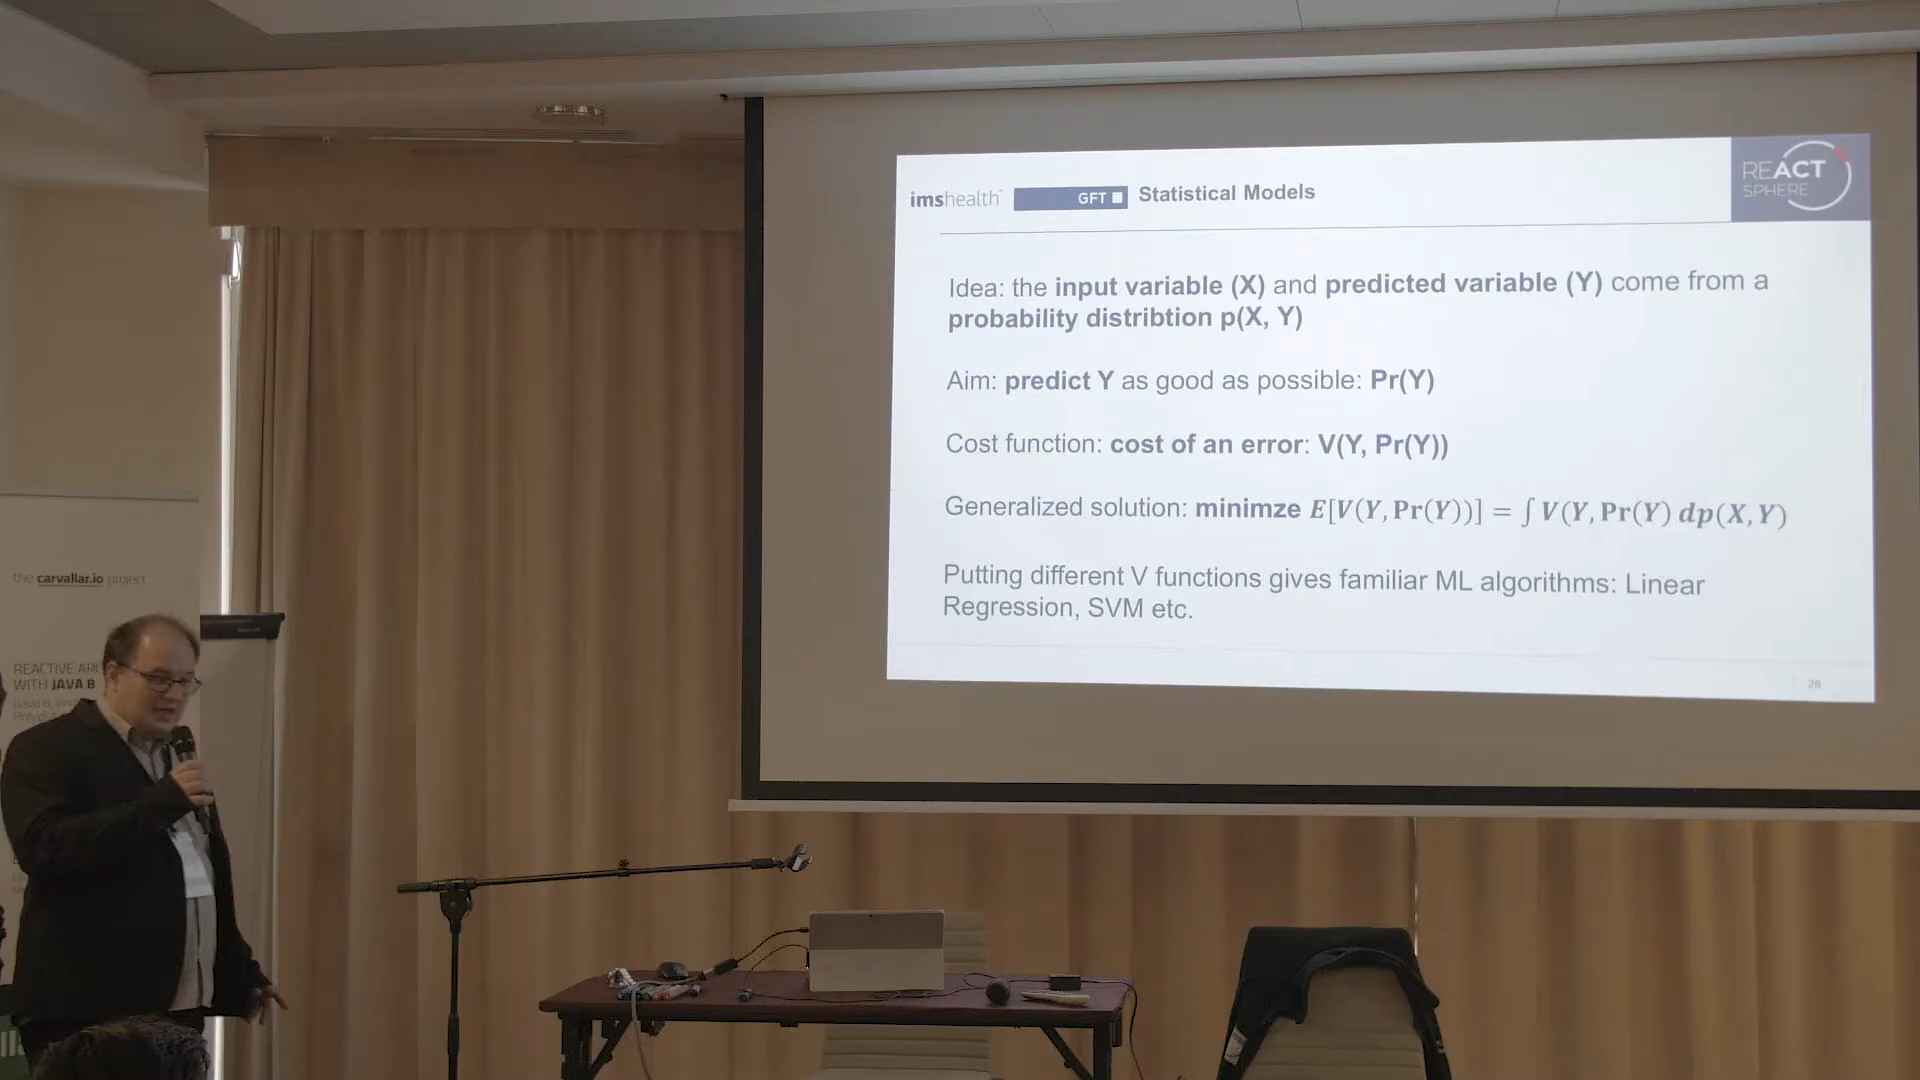 imshealth GFT Statistical Models
REACT
SPHERE
Idea: the input variable (X) and predicted variable (Y) come from a
probability distribtion p(X, Y)
Aim: predict Y as good as possible: Pr(Y)
Cost function: cost of an error: V(Y, Pr(Y))
Generalized solution: minimze E[V(Y, Pr(Y))] = ∫ V(Y, Pr(Y) dp(X, Y)
Putting different V functions gives familiar ML algorithms: Linear
Regression, SVM etc.
26
the carvallar.io project
REACTIVE
WITH JAVA 8